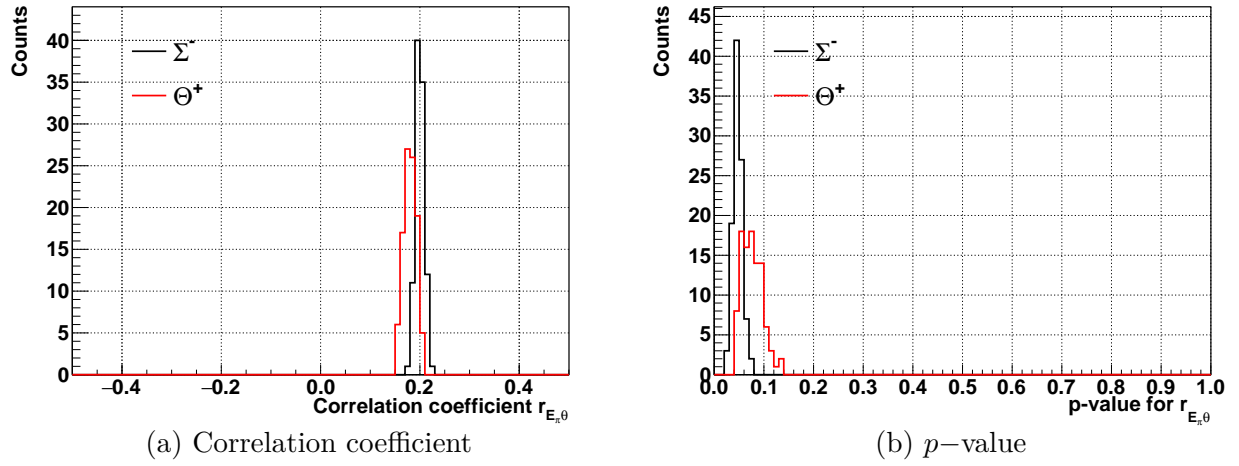 Counts
40
35
30
25
20
15
10
5
0
Σ-
Θ+
−0.4 −0.2 0.0 0.2 0.4
Correlation coefficient r_{E_π θ}
(a) Correlation coefficient
Counts
45
40
35
30
25
20
15
10
5
0
Σ-
Θ+
0.0 0.1 0.2 0.3 0.4 0.5 0.6 0.7 0.8 0.9 1.0
p-value for r_{E_π θ}
(b) p−value